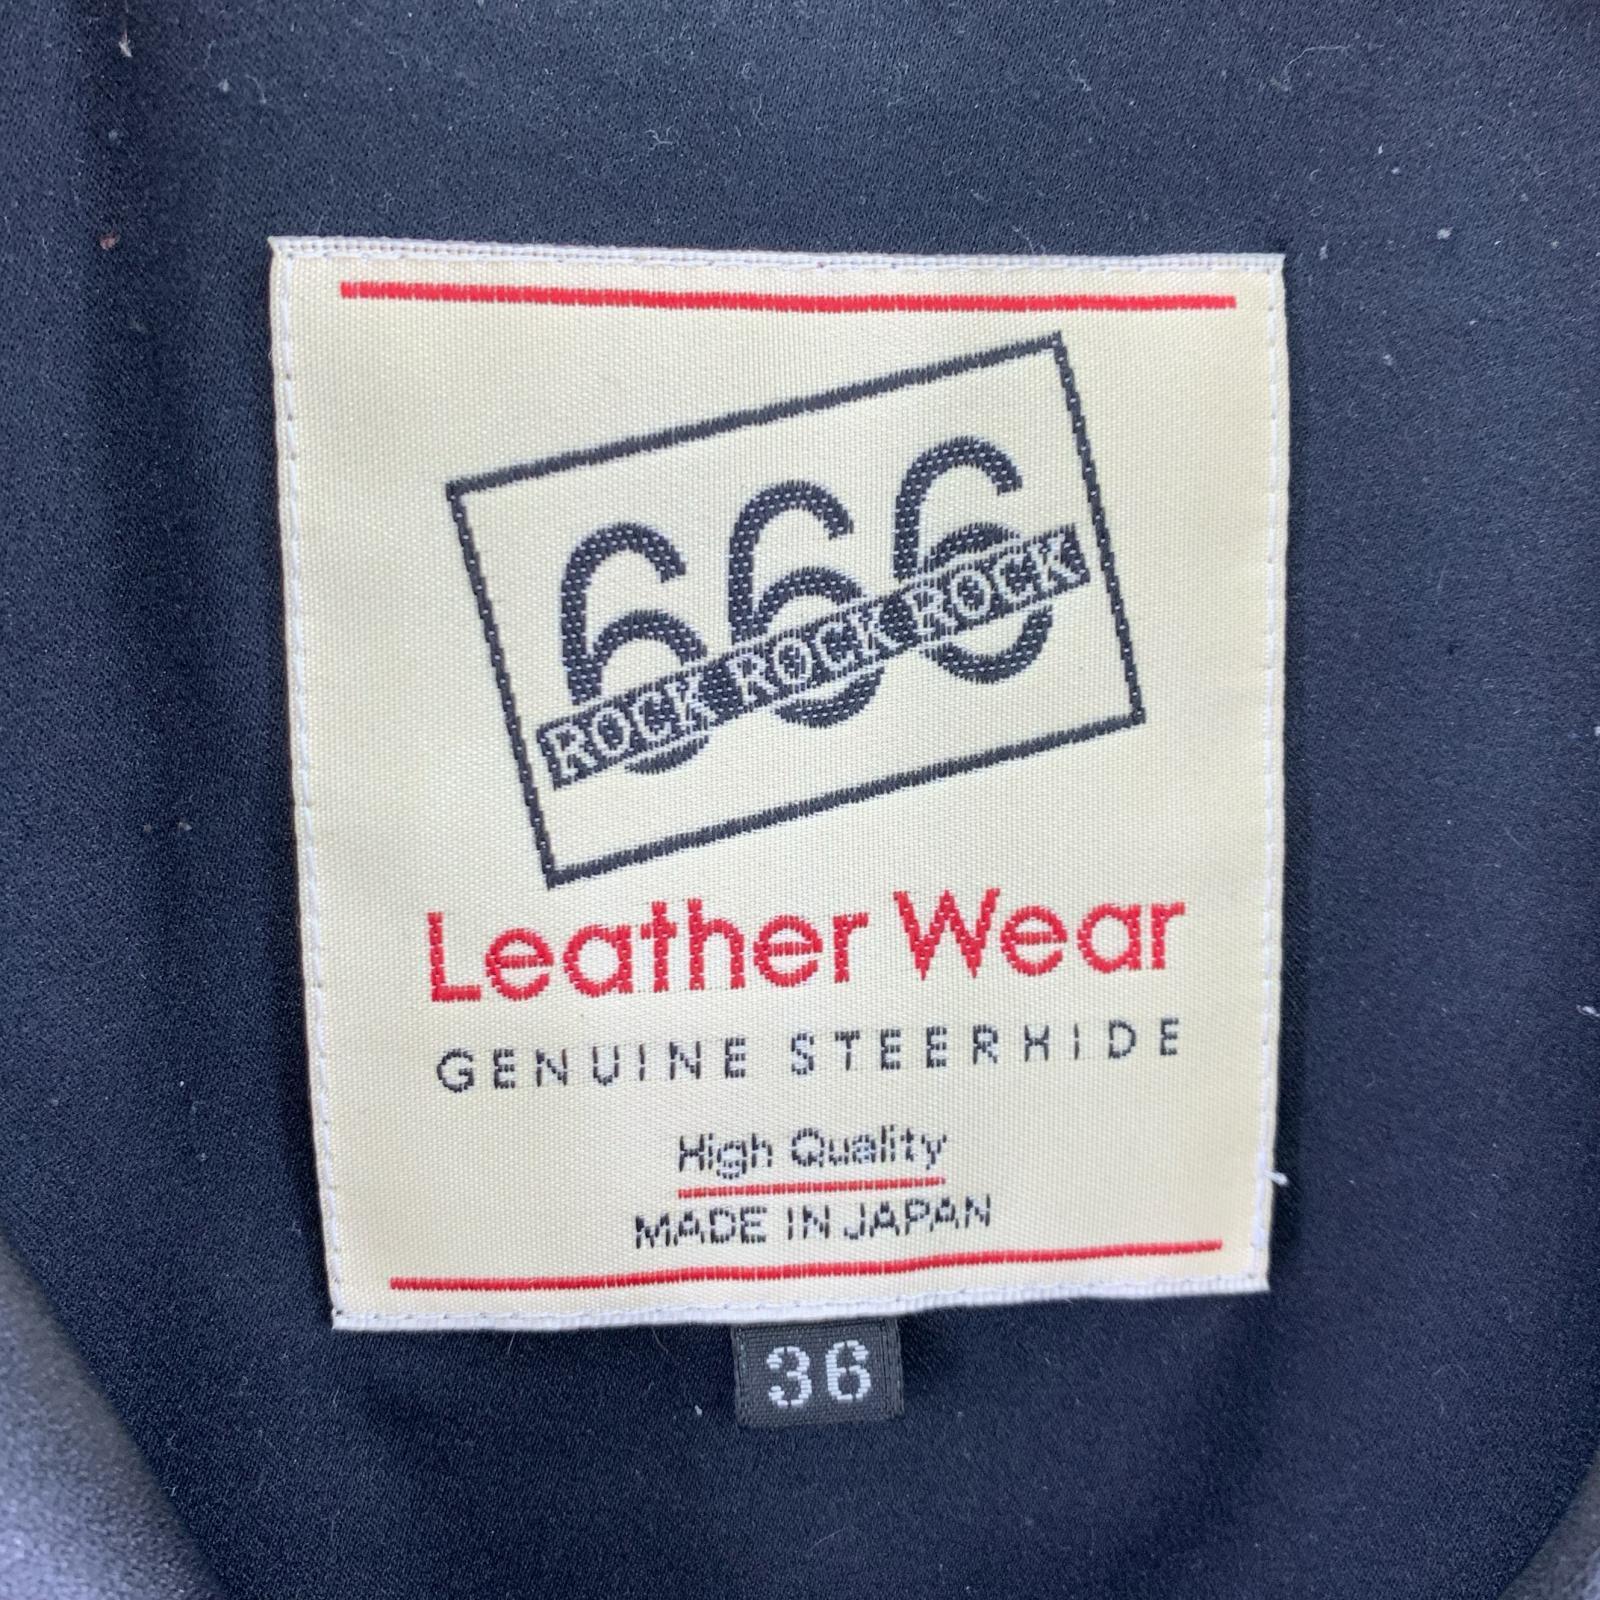 666
ROCK ROCK ROCK
Leather Wear
GENUINE STEERHIDE
High Quality
MADE IN JAPAN
36